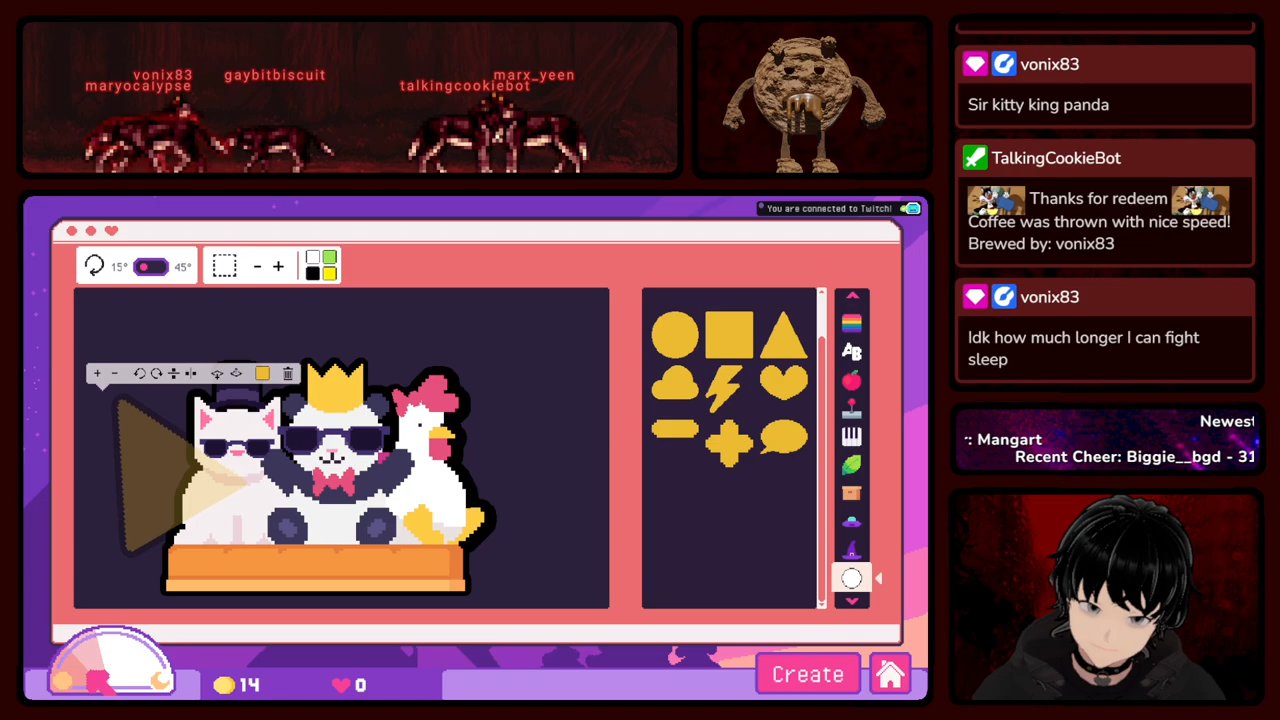 vonix83
maryocalypse
gaybitbiscuit
marx_yeen
talkingcookiebot
You are connected to Twitch!
15° 45°
- +
+ -
AB
14
0
Create
vonix83
Sir kitty king panda
TalkingCookieBot
Thanks for redeem
Coffee was thrown with nice speed!
Brewed by: vonix83
vonix83
Idk how much longer I can fight
sleep
Newest
: Mangart
Recent Cheer: Biggie__bgd - 31